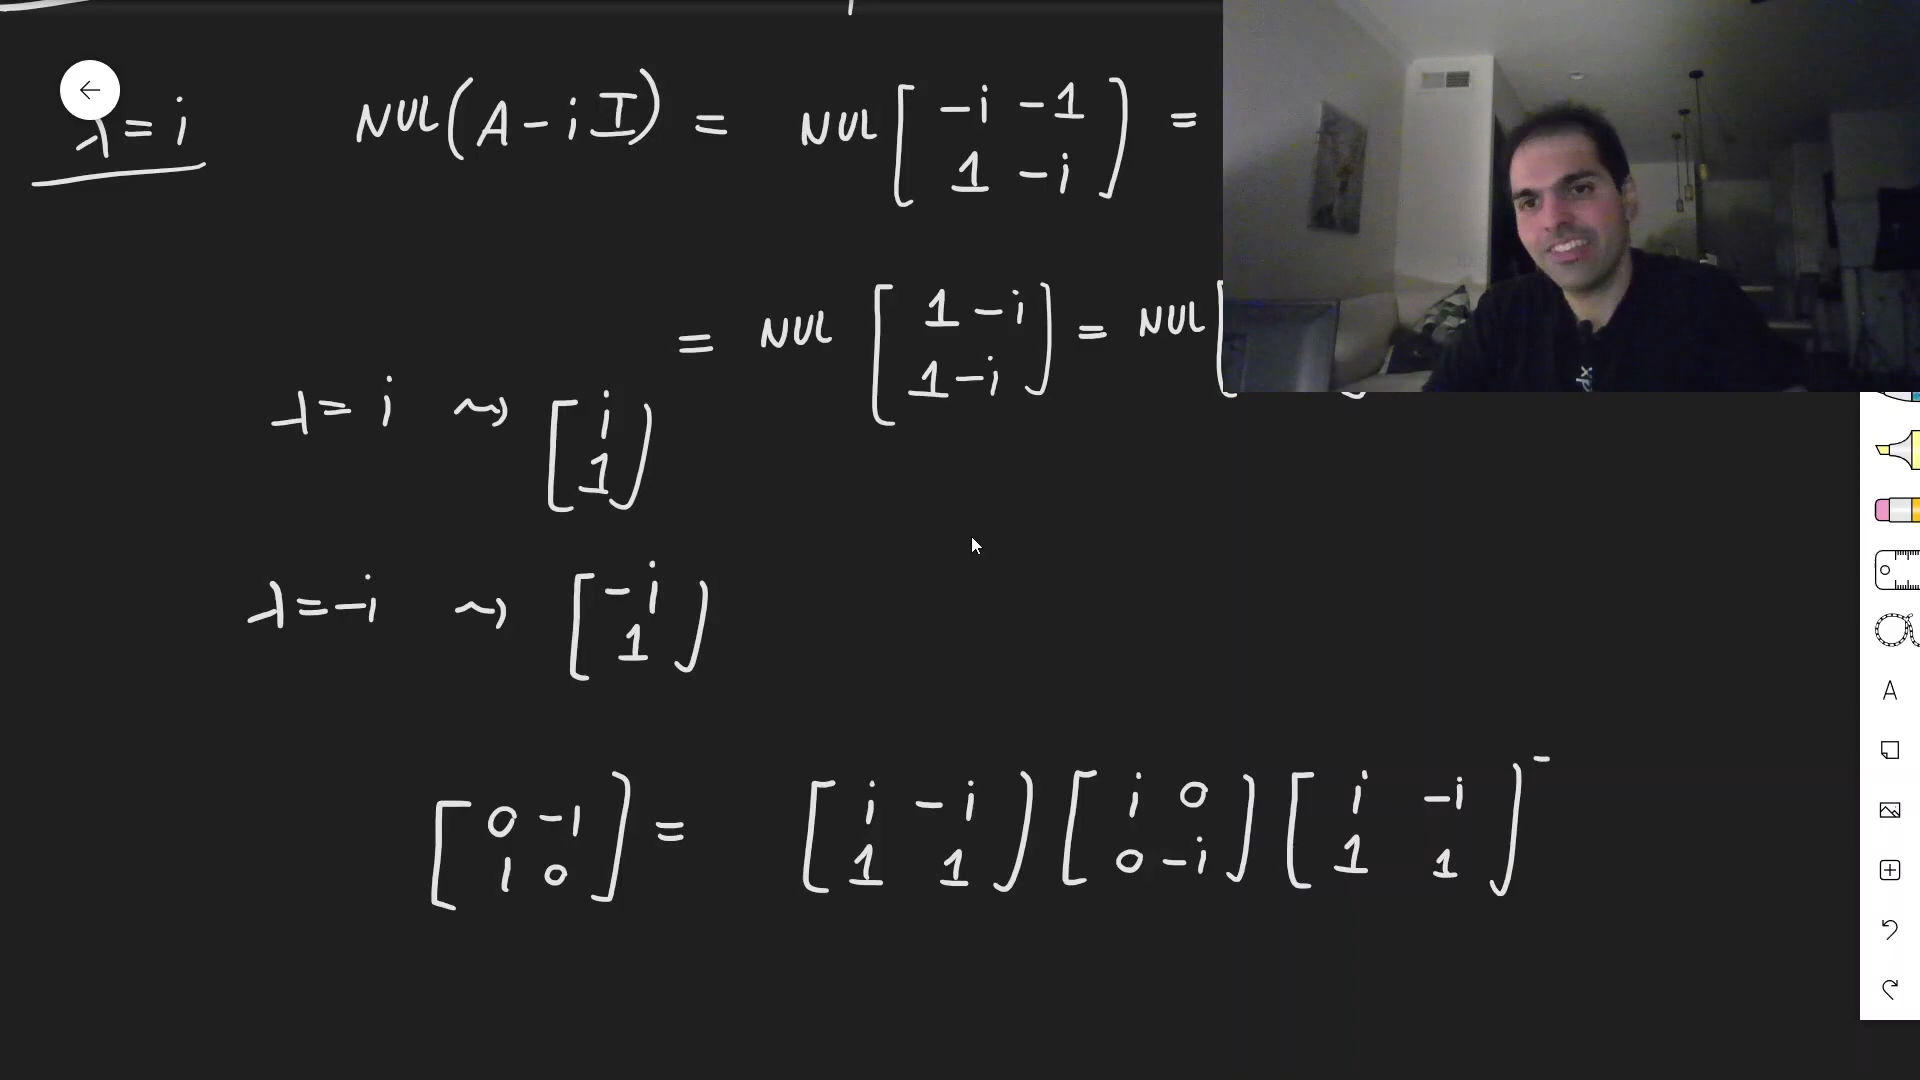 λ = i NUL(A - i I) = NUL [ -i -1 =
1 -i ]
= NUL [ 1 -i = NUL [
1 -i ]
λ = i ⇝ [ i
1 ]
λ = -i ⇝ [ -i
1 ]
[ 0 -1 = [ i -i [ i 0 [ i -i ] -
1 0 ] 1 1 ] 0 -i ] 1 1 ]
A